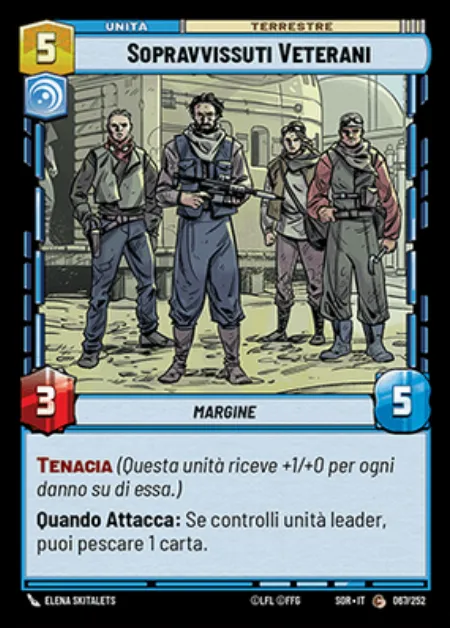 5
UNITÀ
TERRESTRE
SOPRAVVISSUTI VETERANI
3
MARGINE
5
TENACIA (Questa unità riceve +1/+0 per ogni
danno su di essa.)
Quando Attacca: Se controlli unità leader,
puoi pescare 1 carta.
ELENA SKITALETS
©LFL ©FFG
SOR • IT
C
067/252